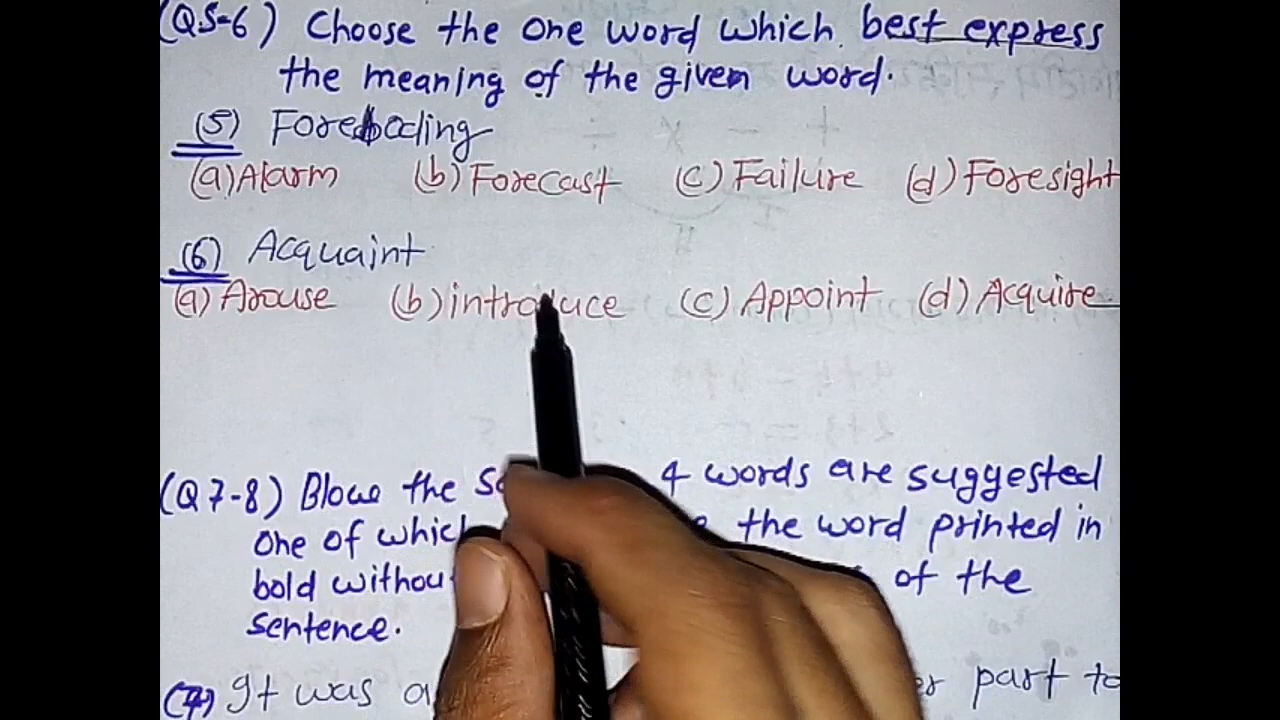 (Q5-6) Choose the one word which best express
the meaning of the given word.
(5) Foreboding
(a) Alarm (b) Forecast (c) Failure (d) Foresight
(6) Acquaint
(a) Arouse (b) introduce (c) Appoint (d) Acquire
(Q7-8) Blow the 4 words are suggested
one of which the word printed in
bold without of the
sentence.
(7) It was part to